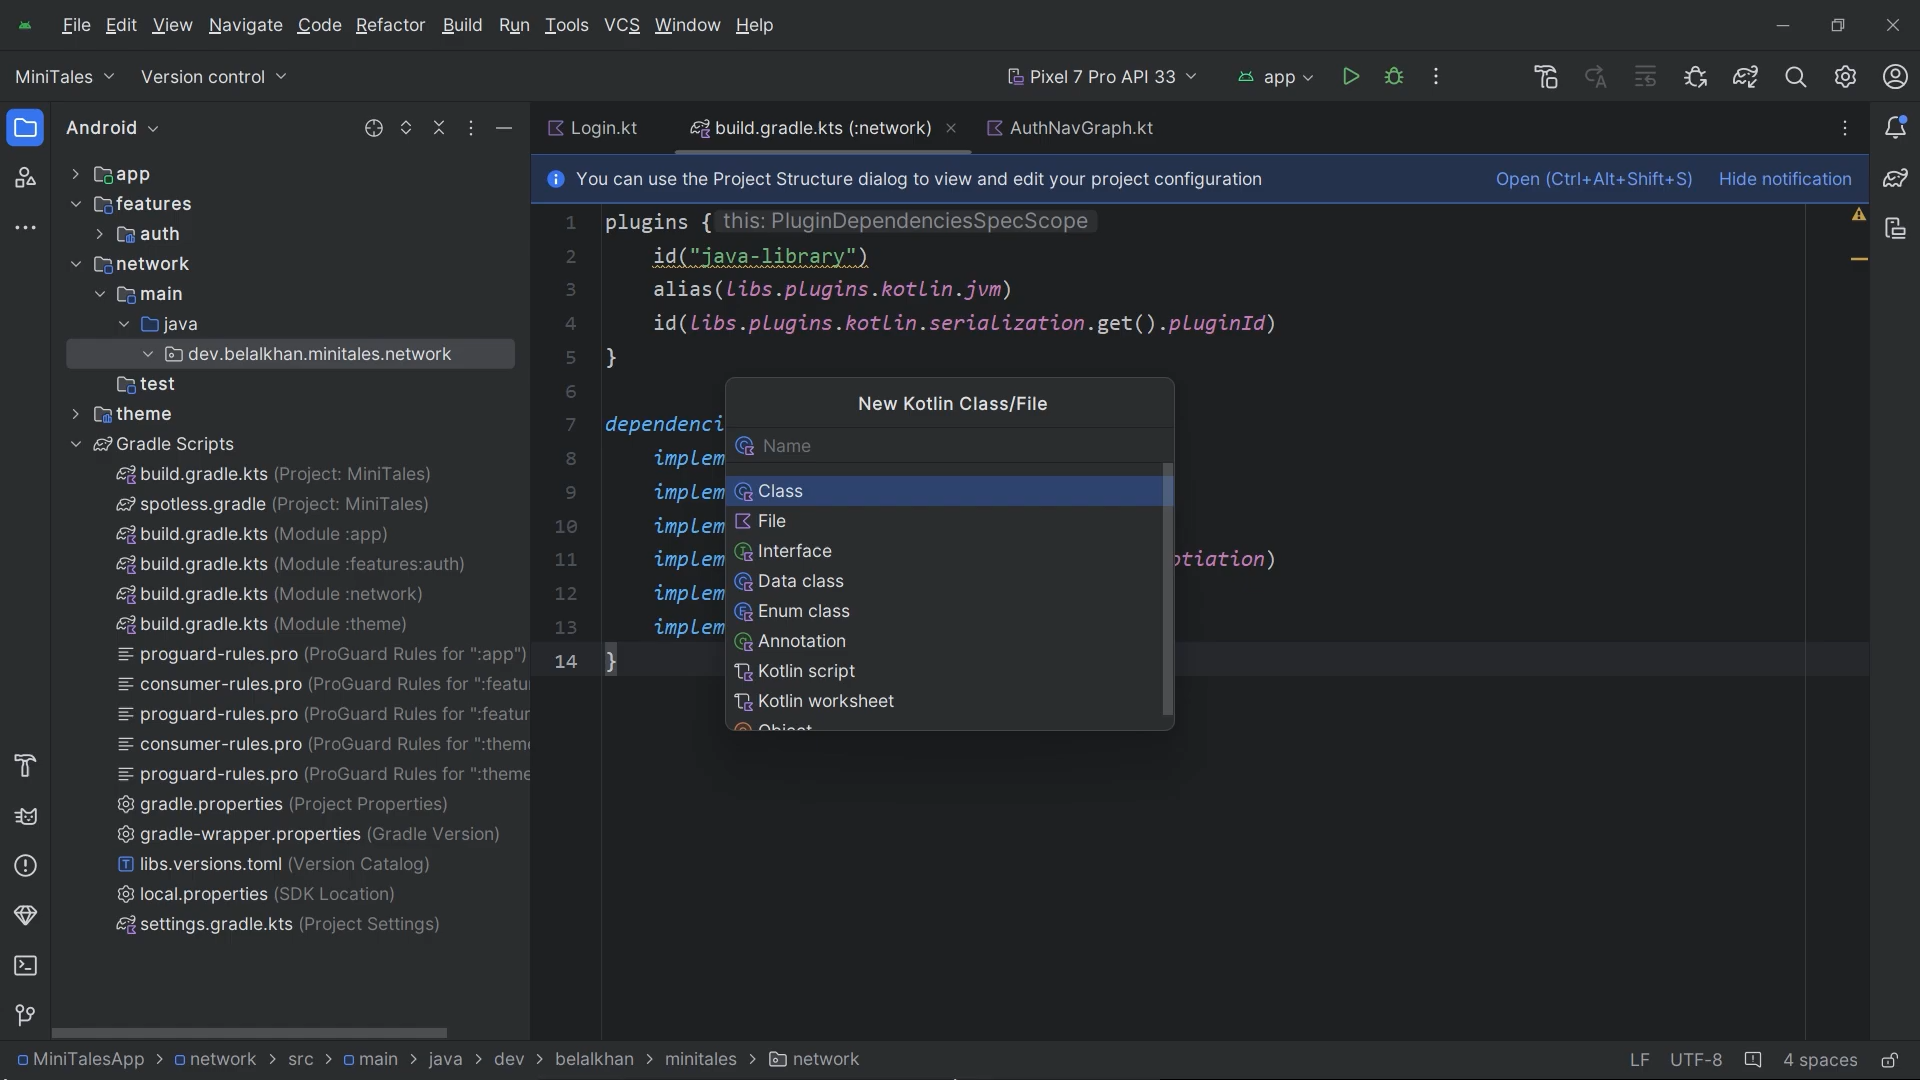 File Edit View Navigate Code Refactor Build Run Tools VCS Window Help
MiniTales Version control Pixel 7 Pro API 33 app
Android
app
features
auth
network
main
java
dev.belalkhan.minitales.network
test
theme
Gradle Scripts
build.gradle.kts (Project: MiniTales)
spotless.gradle (Project: MiniTales)
build.gradle.kts (Module :app)
build.gradle.kts (Module :features:auth)
build.gradle.kts (Module :network)
build.gradle.kts (Module :theme)
proguard-rules.pro (ProGuard Rules for ":app")
consumer-rules.pro (ProGuard Rules for ":featu
proguard-rules.pro (ProGuard Rules for ":featur
consumer-rules.pro (ProGuard Rules for ":them
proguard-rules.pro (ProGuard Rules for ":theme
gradle.properties (Project Properties)
gradle-wrapper.properties (Gradle Version)
libs.versions.toml (Version Catalog)
local.properties (SDK Location)
settings.gradle.kts (Project Settings)
Login.kt build.gradle.kts (:network) AuthNavGraph.kt
You can use the Project Structure dialog to view and edit your project configuration Open (Ctrl+Alt+Shift+S) Hide notification
1 plugins { this: PluginDependenciesSpecScope
2 id("java-library")
3 alias(libs.plugins.kotlin.jvm)
4 id(libs.plugins.kotlin.serialization.get().pluginId)
5 }
6
7 dependenci
8 implem
9 implem
10 implem
11 implem otiation)
12 implem
13 implem
14 }
New Kotlin Class/File
Name
Class
File
Interface
Data class
Enum class
Annotation
Kotlin script
Kotlin worksheet
Object
MiniTalesApp > network > src > main > java > dev > belalkhan > minitales > network LF UTF-8 4 spaces